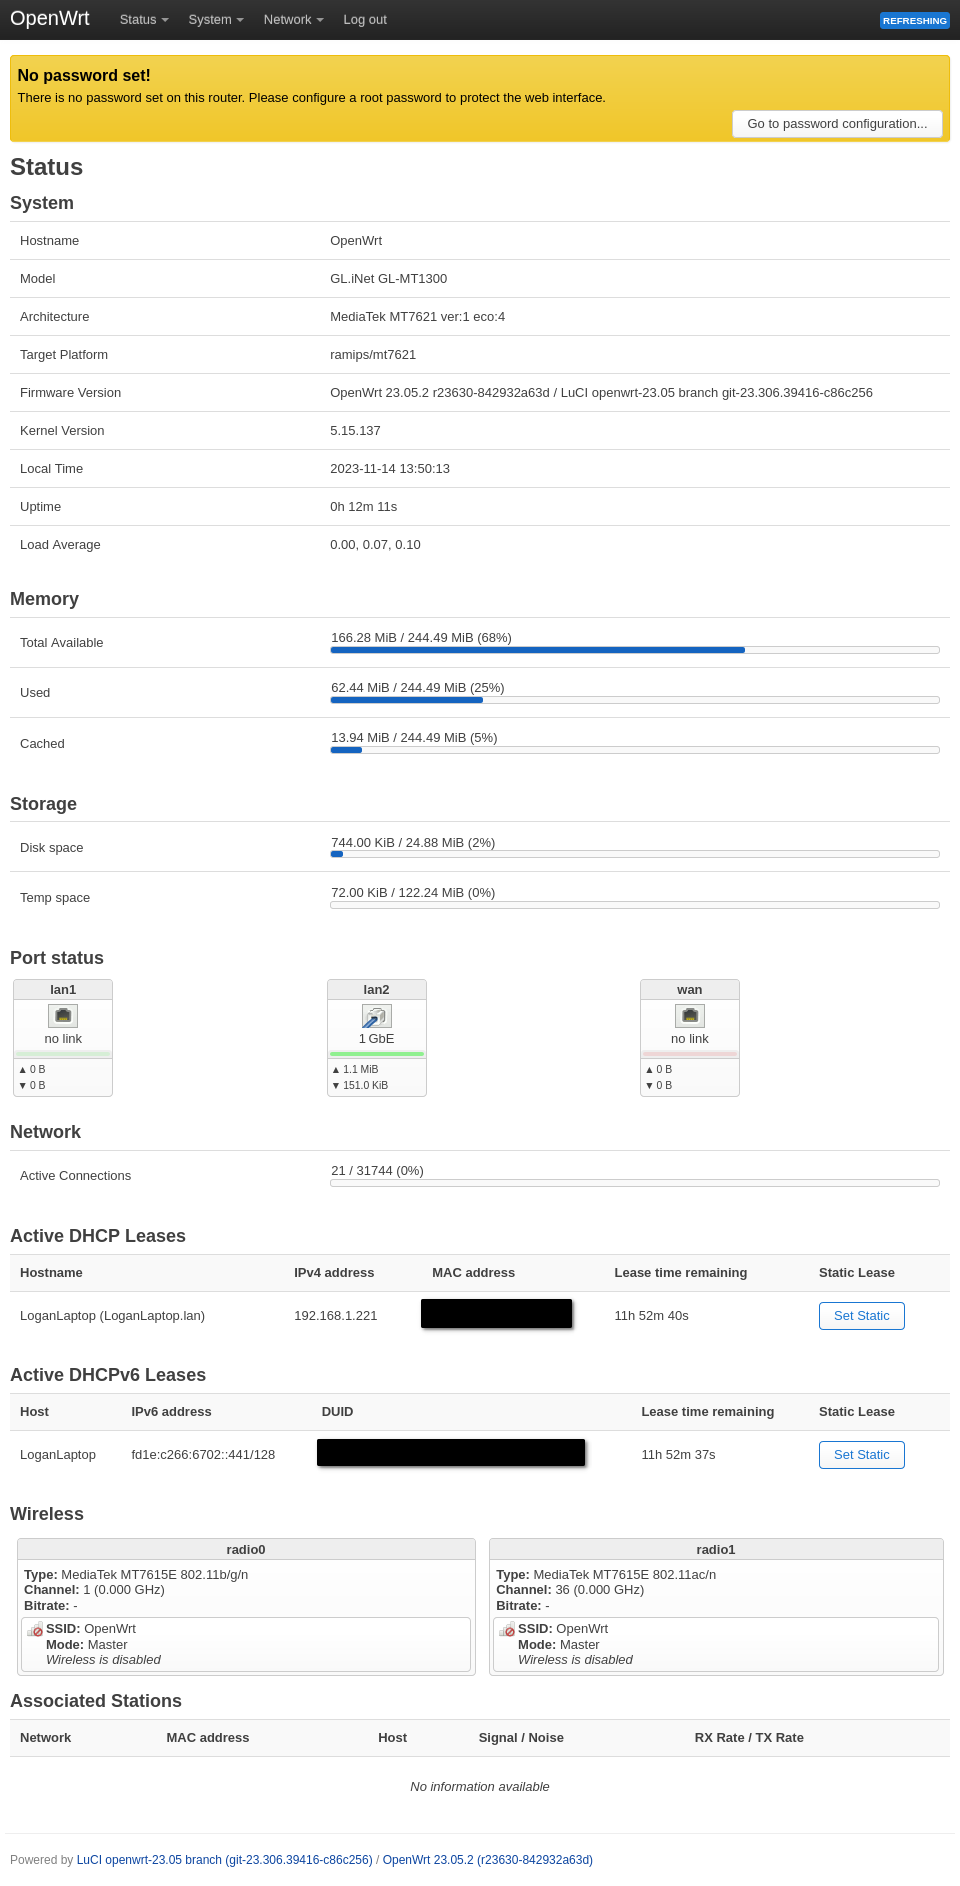 OpenWrt Status System Network Log out REFRESHING
No password set!
There is no password set on this router. Please configure a root password to protect the web interface.
Go to password configuration...
Status
System
Hostname OpenWrt
Model GL.iNet GL-MT1300
Architecture MediaTek MT7621 ver:1 eco:4
Target Platform ramips/mt7621
Firmware Version OpenWrt 23.05.2 r23630-842932a63d / LuCI openwrt-23.05 branch git-23.306.39416-c86c256
Kernel Version 5.15.137
Local Time 2023-11-14 13:50:13
Uptime 0h 12m 11s
Load Average 0.00, 0.07, 0.10
Memory
Total Available 166.28 MiB / 244.49 MiB (68%)
Used 62.44 MiB / 244.49 MiB (25%)
Cached 13.94 MiB / 244.49 MiB (5%)
Storage
Disk space 744.00 KiB / 24.88 MiB (2%)
Temp space 72.00 KiB / 122.24 MiB (0%)
Port status
lan1 lan2 wan
no link 1 GbE no link
▲ 0 B ▲ 1.1 MiB ▲ 0 B
▼ 0 B ▼ 151.0 KiB ▼ 0 B
Network
Active Connections 21 / 31744 (0%)
Active DHCP Leases
Hostname IPv4 address MAC address Lease time remaining Static Lease
LoganLaptop (LoganLaptop.lan) 192.168.1.221 11h 52m 40s Set Static
Active DHCPv6 Leases
Host IPv6 address DUID Lease time remaining Static Lease
LoganLaptop fd1e:c266:6702::441/128 11h 52m 37s Set Static
Wireless
radio0
Type: MediaTek MT7615E 802.11b/g/n
Channel: 1 (0.000 GHz)
Bitrate: -
SSID: OpenWrt
Mode: Master
Wireless is disabled
radio1
Type: MediaTek MT7615E 802.11ac/n
Channel: 36 (0.000 GHz)
Bitrate: -
SSID: OpenWrt
Mode: Master
Wireless is disabled
Associated Stations
Network MAC address Host Signal / Noise RX Rate / TX Rate
No information available
Powered by LuCI openwrt-23.05 branch (git-23.306.39416-c86c256) / OpenWrt 23.05.2 (r23630-842932a63d)